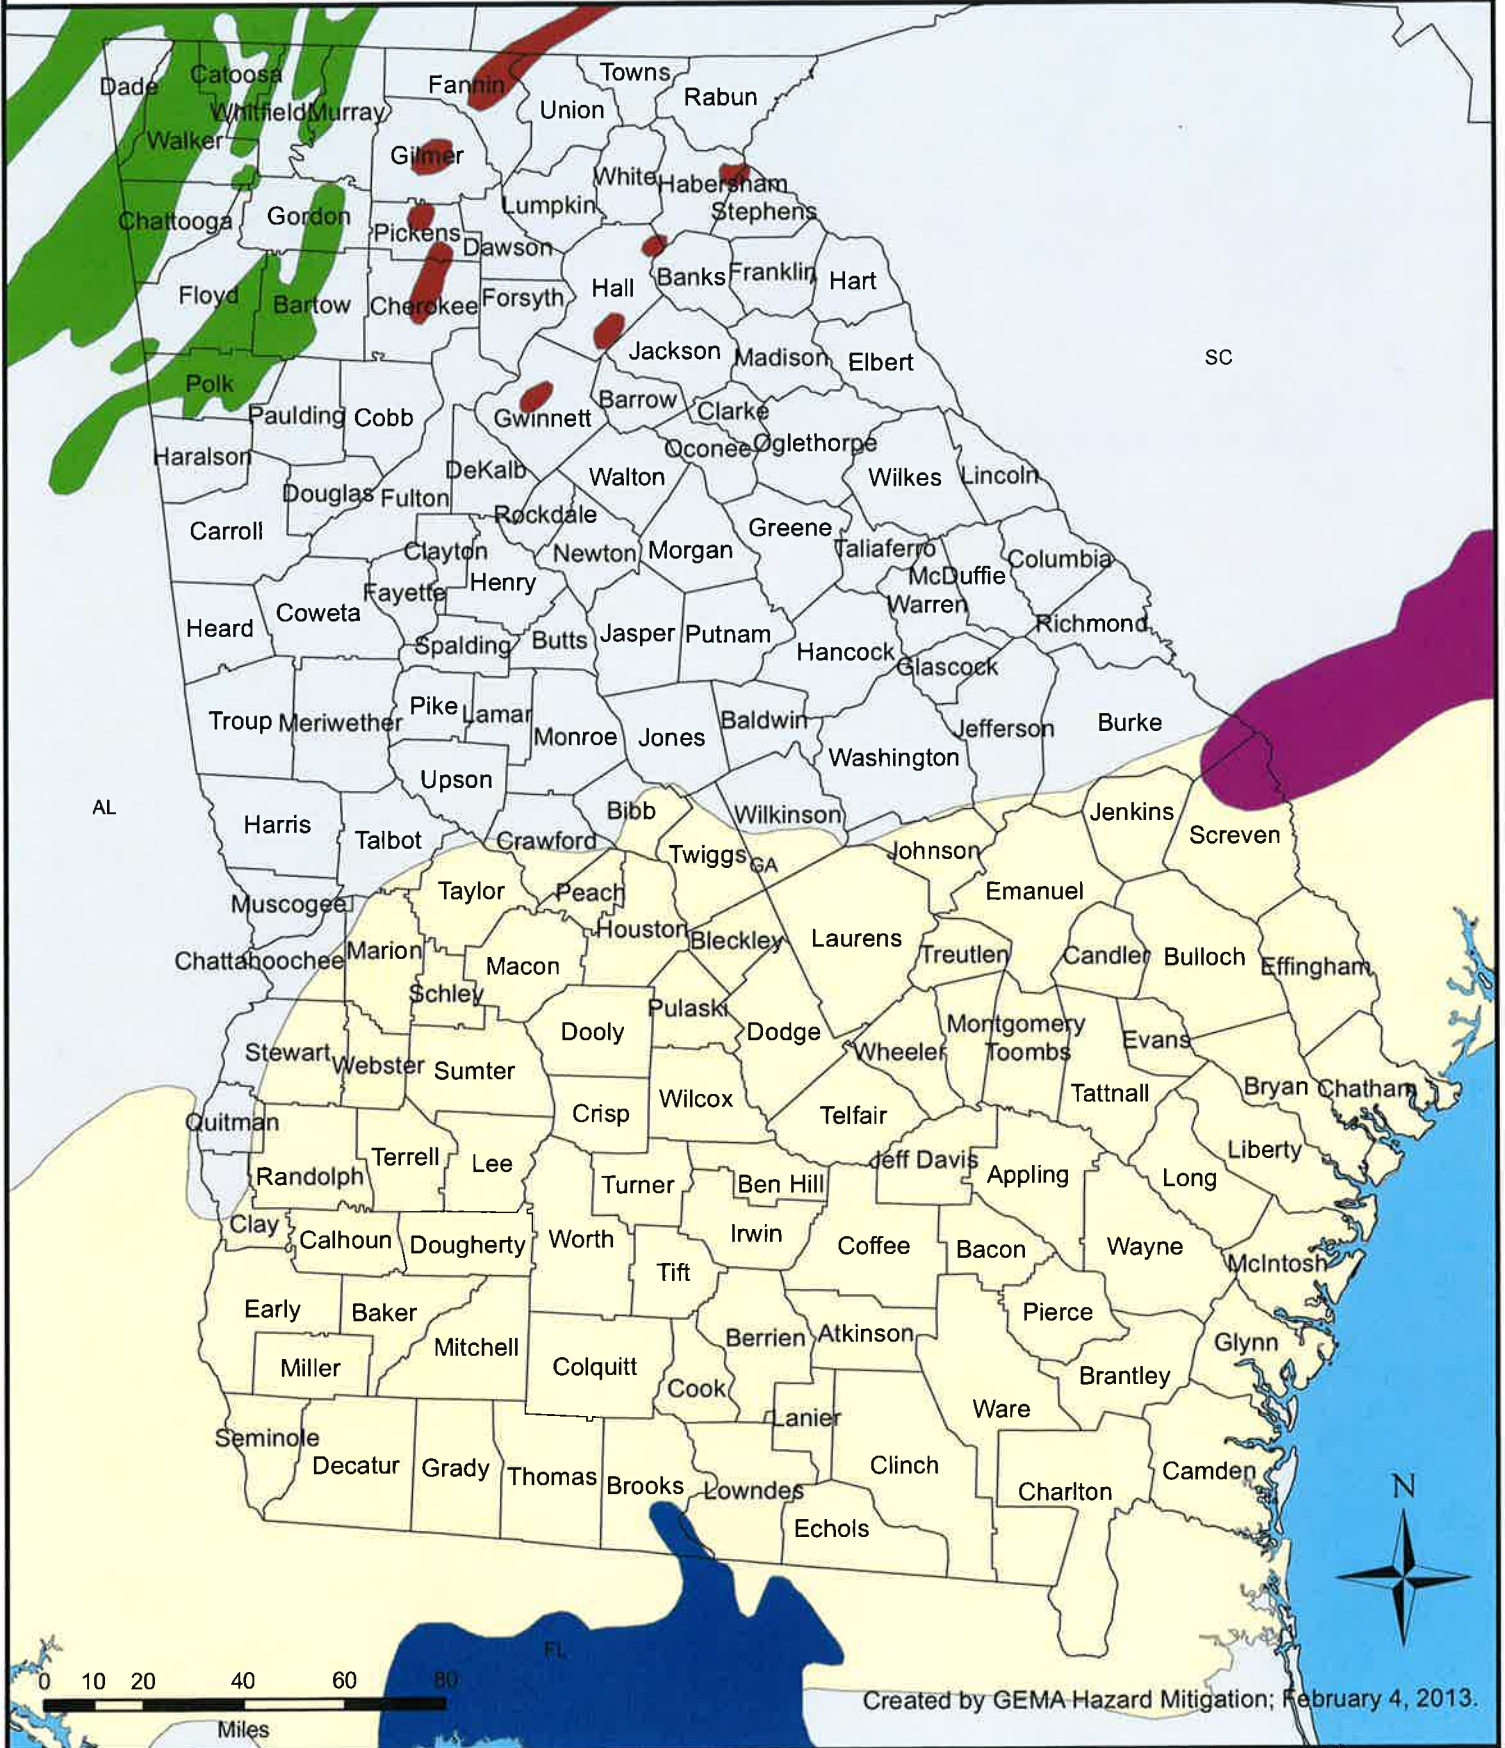 Dade
Catoosa
Fannin
Towns
Union
Rabun
Whitfield
Murray
Walker
Gilmer
White
Habersham
Lumpkin
Stephens
Chattooga
Gordon
Pickens
Dawson
Banks
Franklin
Hart
Floyd
Bartow
Cherokee
Forsyth
Hall
Jackson
Madison
Elbert
SC
Polk
Paulding
Cobb
Gwinnett
Barrow
Clarke
Haralson
Oconee
Oglethorpe
DeKalb
Walton
Wilkes
Lincoln
Douglas
Fulton
Rockdale
Carroll
Greene
Clayton
Newton
Morgan
Taliaferro
Columbia
McDuffie
Henry
Fayette
Warren
Coweta
Heard
Richmond
Spalding
Butts
Jasper
Putnam
Hancock
Glascock
Troup
Meriwether
Pike
Lamar
Monroe
Jones
Baldwin
Jefferson
Burke
Washington
Upson
AL
Harris
Talbot
Bibb
Wilkinson
Jenkins
Crawford
Screven
Twiggs
GA
Johnson
Taylor
Peach
Emanuel
Muscogee
Houston
Bleckley
Laurens
Treutlen
Candler
Bulloch
Effingham
Chattahoochee
Marion
Macon
Schley
Pulaski
Dooly
Dodge
Montgomery
Wheeler
Toombs
Evans
Stewart
Webster
Sumter
Tattnall
Bryan
Chatham
Crisp
Wilcox
Telfair
Quitman
Liberty
Randolph
Terrell
Lee
Jeff Davis
Appling
Long
Turner
Ben Hill
Clay
Calhoun
Dougherty
Worth
Irwin
Coffee
Bacon
Wayne
McIntosh
Tift
Early
Baker
Pierce
Mitchell
Berrien
Atkinson
Glynn
Miller
Colquitt
Cook
Brantley
Lanier
Ware
Seminole
Decatur
Grady
Thomas
Brooks
Lowndes
Clinch
Charlton
Camden
Echols
N
FL
0 10 20 40 60 80
Miles
Created by GEMA Hazard Mitigation; February 4, 2013.